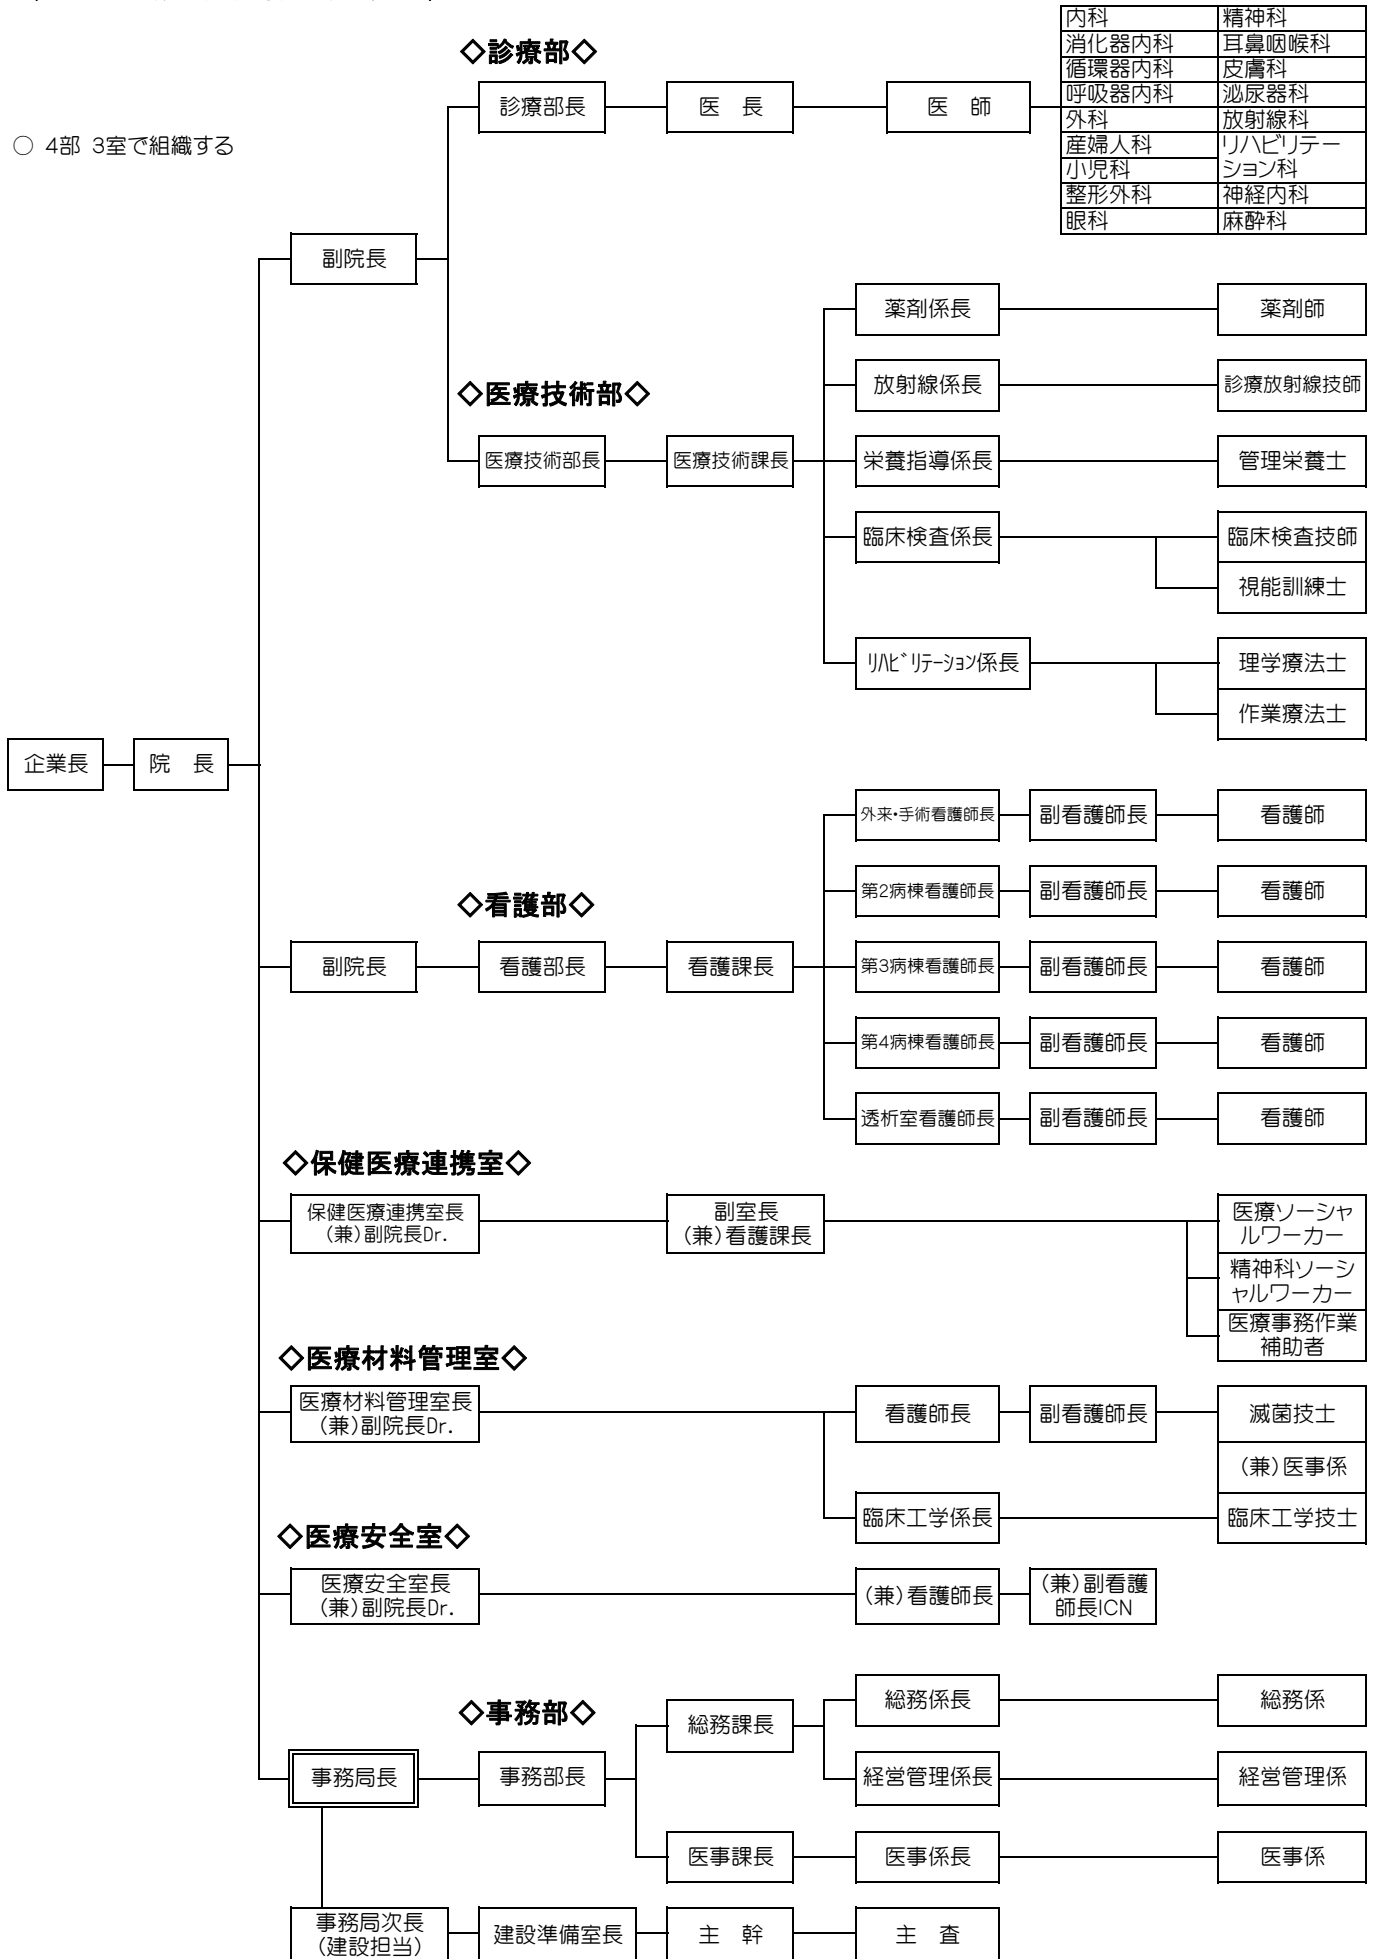 内科 精神科
◇診療部◇
消化器内科 耳鼻咽喉科
循環器内科 皮膚科
診療部長 医 長 医 師
呼吸器内科 泌尿器科
外科 放射線科
○ 4部 3室で組織する
産婦人科 リハビリテー
小児科 ション科
整形外科 神経内科
眼科 麻酔科
副院長
薬剤係長 薬剤師
放射線係長 診療放射線技師
◇医療技術部◇
医療技術部長 医療技術課長 栄養指導係長 管理栄養士
臨床検査係長 臨床検査技師
視能訓練士
ﾘﾊﾋﾞﾘﾃｰｼｮﾝ係長 理学療法士
作業療法士
企業長 院 長
外来・手術看護師長 副看護師長 看護師
第2病棟看護師長 副看護師長 看護師
◇看護部◇
副院長 看護部長 看護課長 第3病棟看護師長 副看護師長 看護師
第4病棟看護師長 副看護師長 看護師
透析室看護師長 副看護師長 看護師
◇保健医療連携室◇
保健医療連携室長 副室長 医療ソーシャ
(兼)副院長Dr. (兼)看護課長 ルワーカー
精神科ソーシ
ャルワーカー
医療事務作業
補助者
◇医療材料管理室◇
医療材料管理室長
(兼)副院長Dr.
看護師長 副看護師長 滅菌技士
(兼)医事係
臨床工学係長 臨床工学技士
◇医療安全室◇
医療安全室長
(兼)副院長Dr.
(兼)看護師長
(兼)副看護
師長ICN
◇事務部◇
総務課長 総務係長 総務係
事務局長 事務部長 経営管理係長 経営管理係
医事課長 医事係長 医事係
事務局次長
(建設担当)
建設準備室長 主 幹 主 査